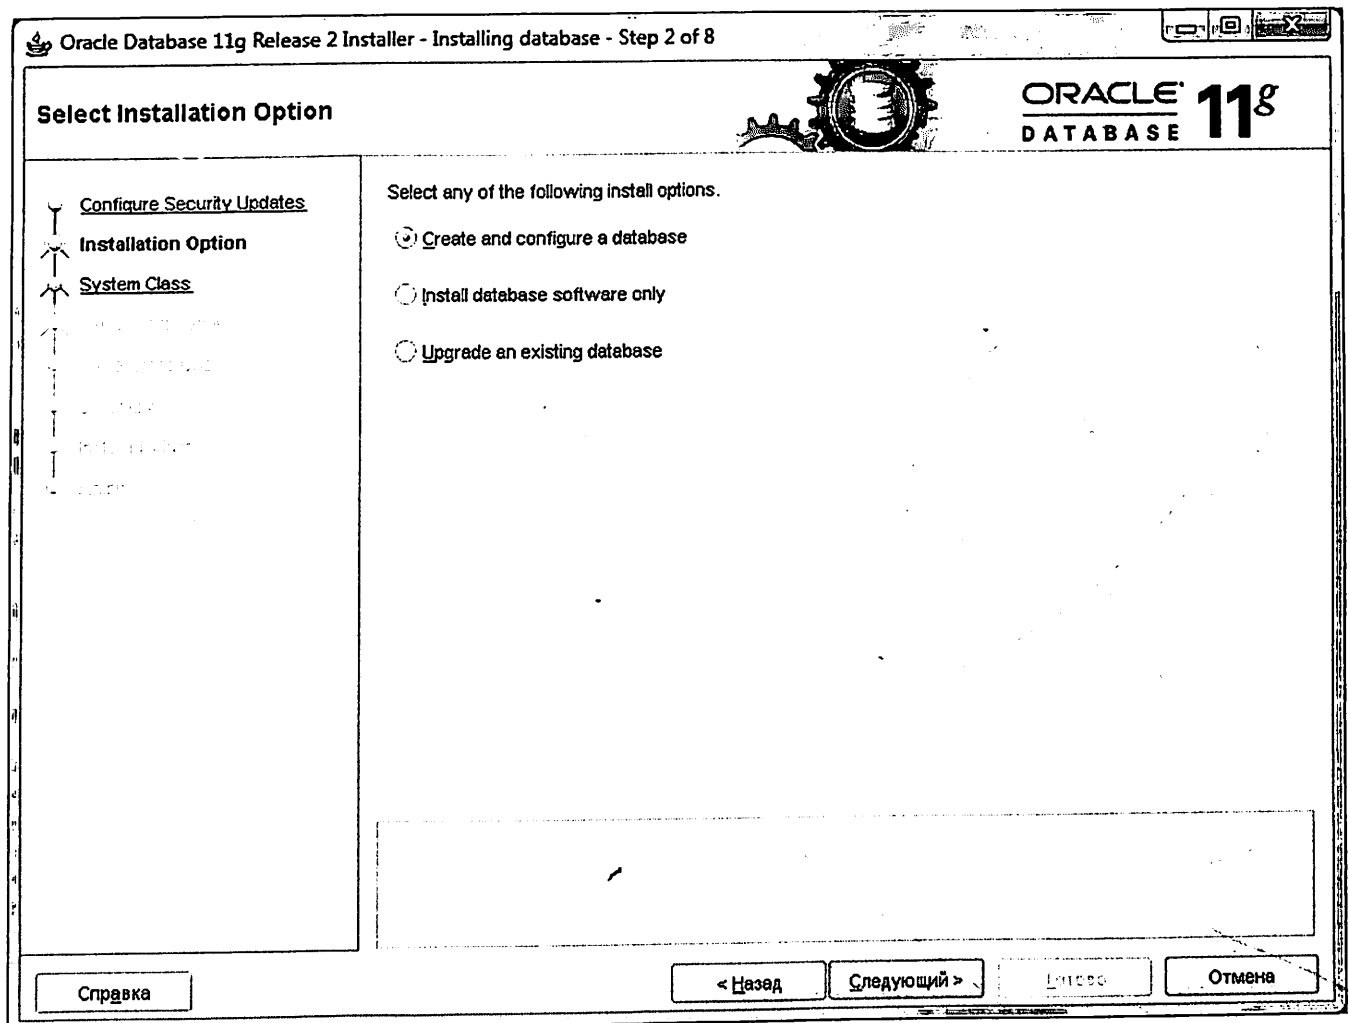 Oracle Database 11g Release 2 Installer - Installing database - Step 2 of 8
Select Installation Option
ORACLE 11g
DATABASE
Configure Security Updates
Installation Option
System Class
Select any of the following install options.
Create and configure a database
Install database software only
Upgrade an existing database
Справка
< Назад
Следующий >
Готово
Отмена